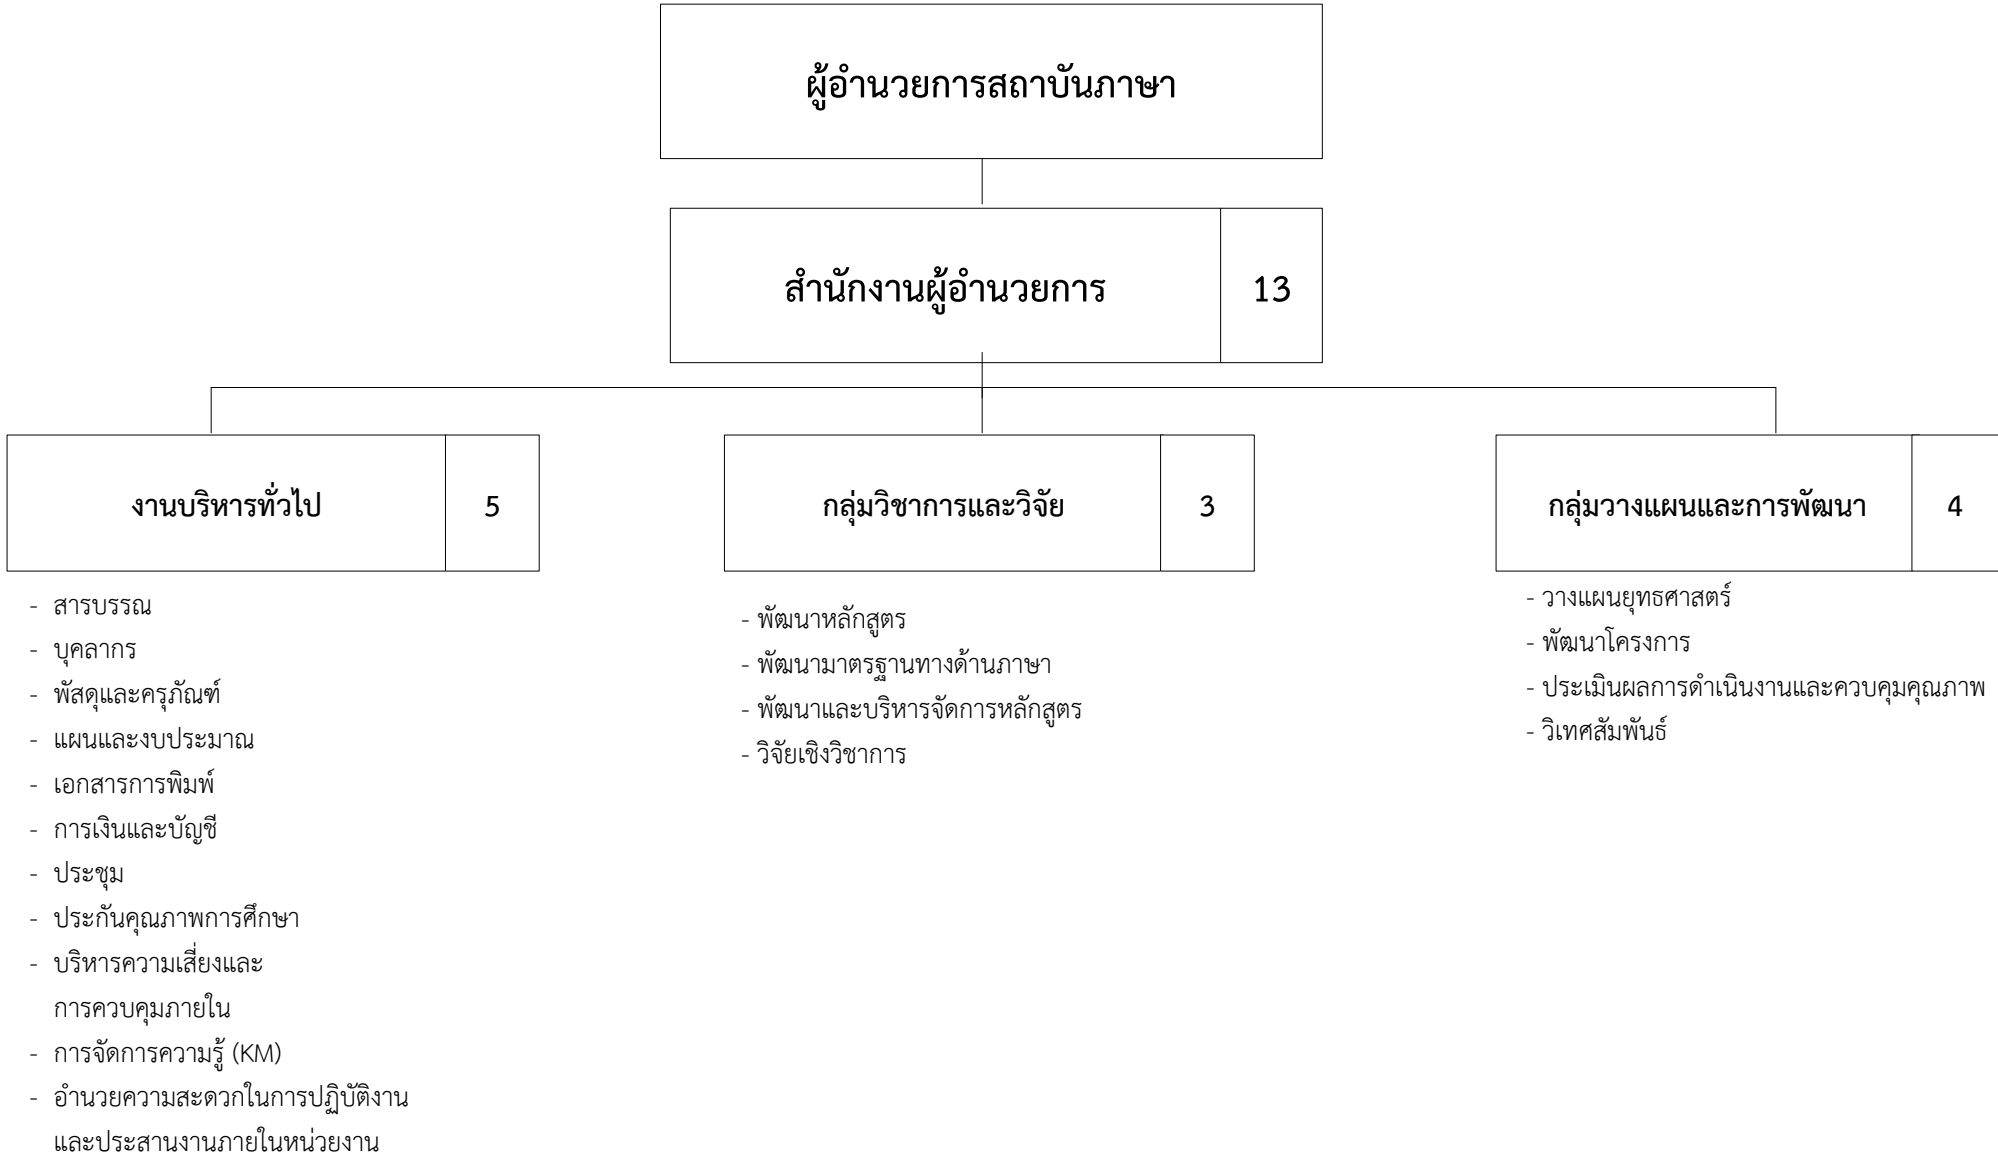 ผู้อำนวยการสถาบันภาษา
สำนักงานผู้อำนวยการ 13
งานบริหารทั่วไป 5
- สารบรรณ
- บุคลากร
- พัสดุและครุภัณฑ์
- แผนและงบประมาณ
- เอกสารการพิมพ์
- การเงินและบัญชี
- ประชุม
- ประกันคุณภาพการศึกษา
- บริหารความเสี่ยงและ
การควบคุมภายใน
- การจัดการความรู้ (KM)
- อำนวยความสะดวกในการปฏิบัติงาน
และประสานงานภายในหน่วยงาน
กลุ่มวิชาการและวิจัย 3
- พัฒนาหลักสูตร
- พัฒนามาตรฐานทางด้านภาษา
- พัฒนาและบริหารจัดการหลักสูตร
- วิจัยเชิงวิชาการ
กลุ่มวางแผนและการพัฒนา 4
- วางแผนยุทธศาสตร์
- พัฒนาโครงการ
- ประเมินผลการดำเนินงานและควบคุมคุณภาพ
- วิเทศสัมพันธ์